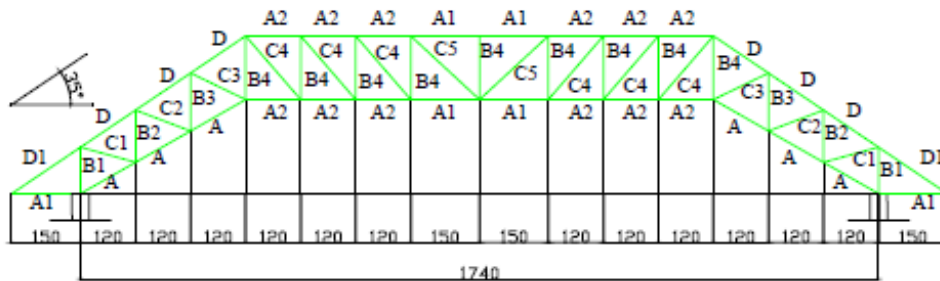 A2 A2 A2 A1 A1 A2 A2 A2
D C4 C4 C4 C5 B4 B4 B4 B4 D
D C3 B4 B4 B4 B4 C5 C4 C4 C4 B4 C3 D
35°
D C2 B3 A2 A2 A2 A1 A1 A2 A2 A2 B3 C2 D
D1 C1 B2 A A B2 C1 D1
B1 A A B1
A1 A A A1
150 120 120 120 120 120 120 150 150 120 120 120 120 120 120 150
1740